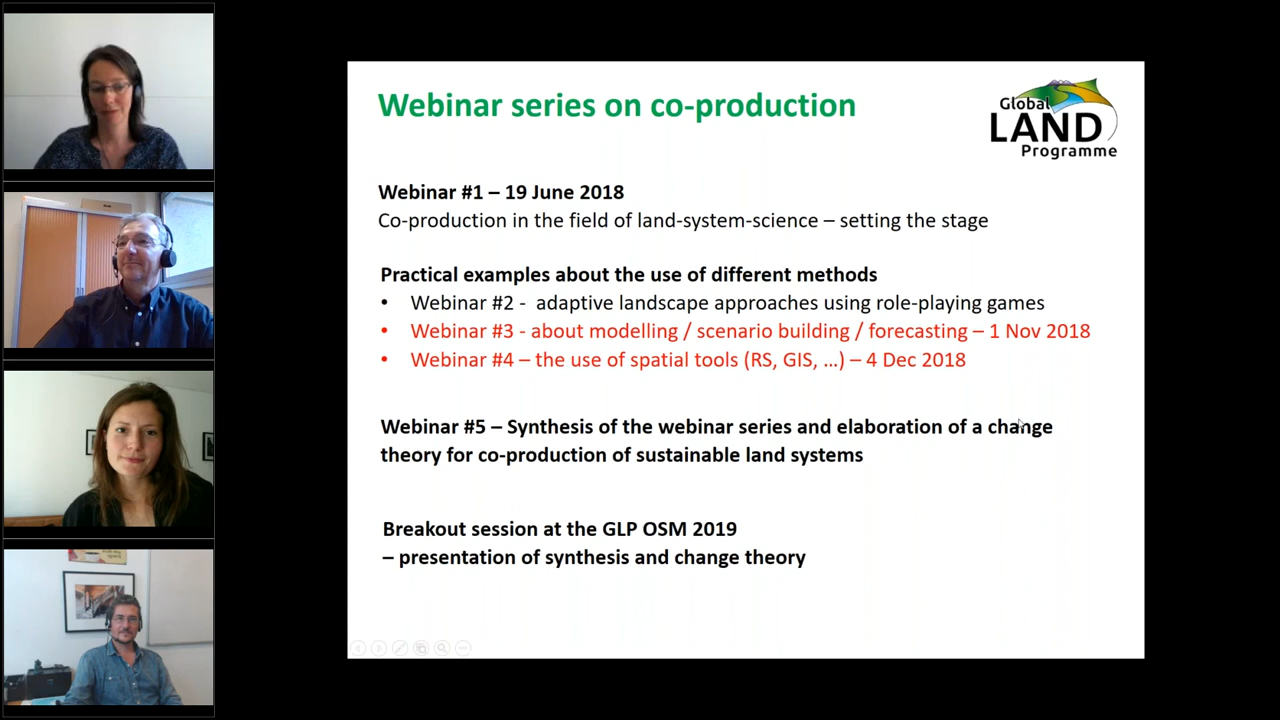 Webinar series on co-production
Global
LAND
Programme
Webinar #1 – 19 June 2018
Co-production in the field of land-system-science – setting the stage
Practical examples about the use of different methods
• Webinar #2 - adaptive landscape approaches using role-playing games
• Webinar #3 - about modelling / scenario building / forecasting – 1 Nov 2018
• Webinar #4 – the use of spatial tools (RS, GIS, ...) – 4 Dec 2018
Webinar #5 – Synthesis of the webinar series and elaboration of a change
theory for co-production of sustainable land systems
Breakout session at the GLP OSM 2019
– presentation of synthesis and change theory